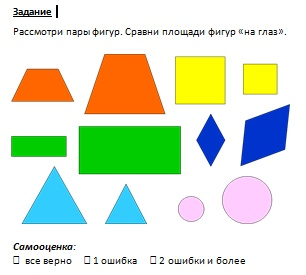 Задание
Рассмотри пары фигур. Сравни площади фигур «на глаз».
Самооценка:
все верно 1 ошибка 2 ошибки и более